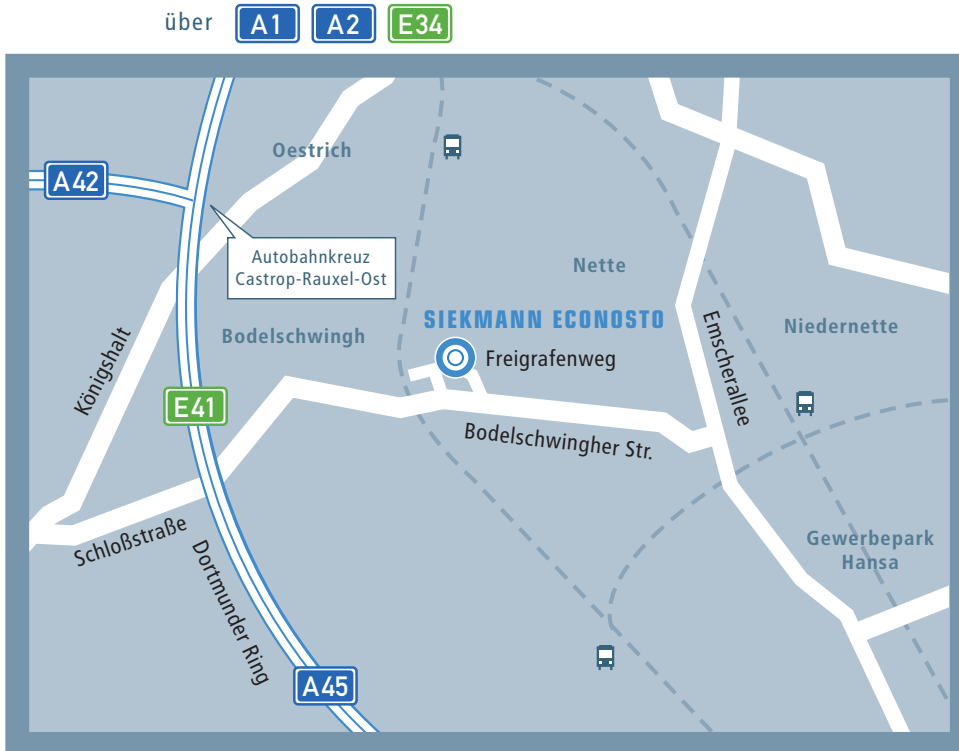 über A1 A2 E34
Oestrich
A42
Autobahnkreuz
Castrop-Rauxel-Ost
Nette
SIEKMANN ECONOSTO
Niedernette
Bodelschwingh
Freigrafenweg
Emscherallee
Königshalt
E41
Bodelschwingher Str.
Schloßstraße
Gewerbepark
Hansa
Dortmunder Ring
A45